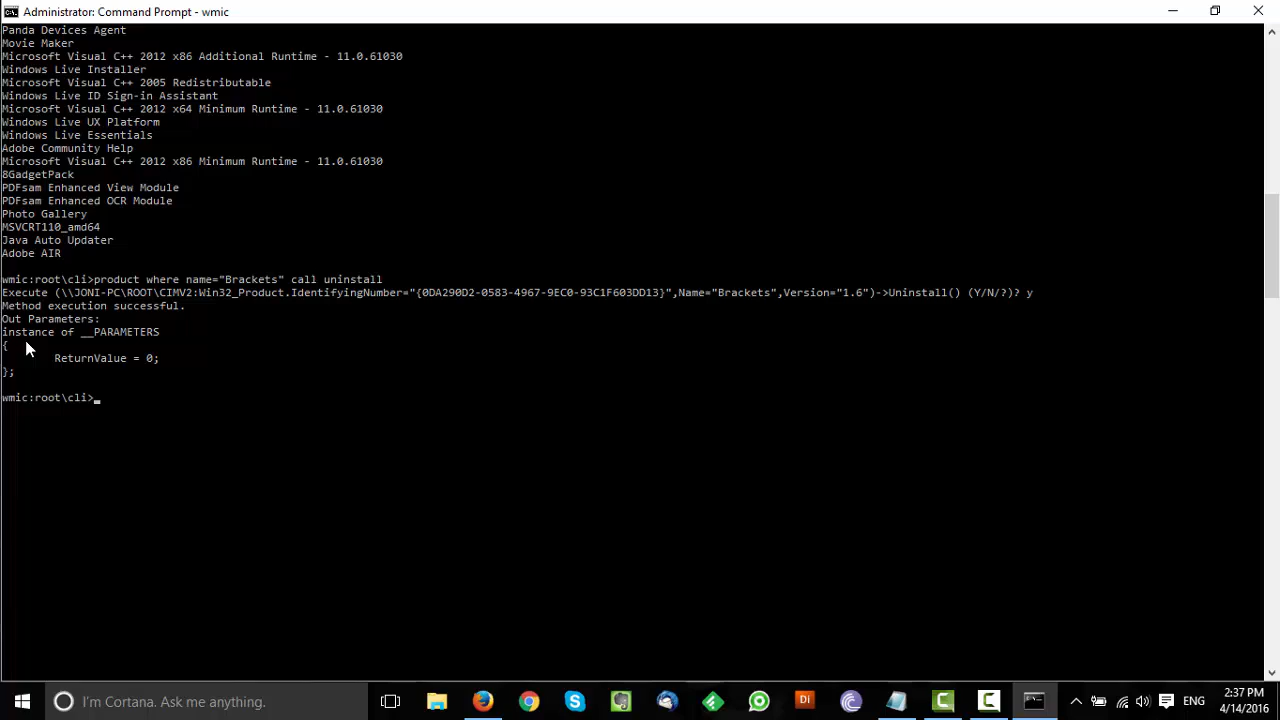 Administrator: Command Prompt - wmic
Panda Devices Agent
Movie Maker
Microsoft Visual C++ 2012 x86 Additional Runtime - 11.0.61030
Windows Live Installer
Microsoft Visual C++ 2005 Redistributable
Windows Live ID Sign-in Assistant
Microsoft Visual C++ 2012 x64 Minimum Runtime - 11.0.61030
Windows Live UX Platform
Windows Live Essentials
Adobe Community Help
Microsoft Visual C++ 2012 x86 Minimum Runtime - 11.0.61030
8GadgetPack
PDFsam Enhanced View Module
PDFsam Enhanced OCR Module
Photo Gallery
MSVCRT110_amd64
Java Auto Updater
Adobe AIR
wmic:root\cli>product where name="Brackets" call uninstall
Execute (\\JONI-PC\ROOT\CIMV2:Win32_Product.IdentifyingNumber="{0DA290D2-0583-4967-9EC0-93C1F603DD13}",Name="Brackets",Version="1.6")->Uninstall() (Y/N/?)? y
Method execution successful.
Out Parameters:
instance of __PARAMETERS
{
ReturnValue = 0;
};
wmic:root\cli>_
I'm Cortana. Ask me anything.
Di
ENG
2:37 PM
4/14/2016